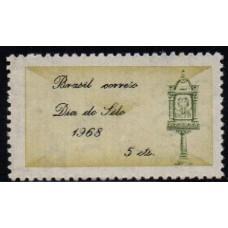 Brasil correio
Dia do Selo
1968
5 cts.